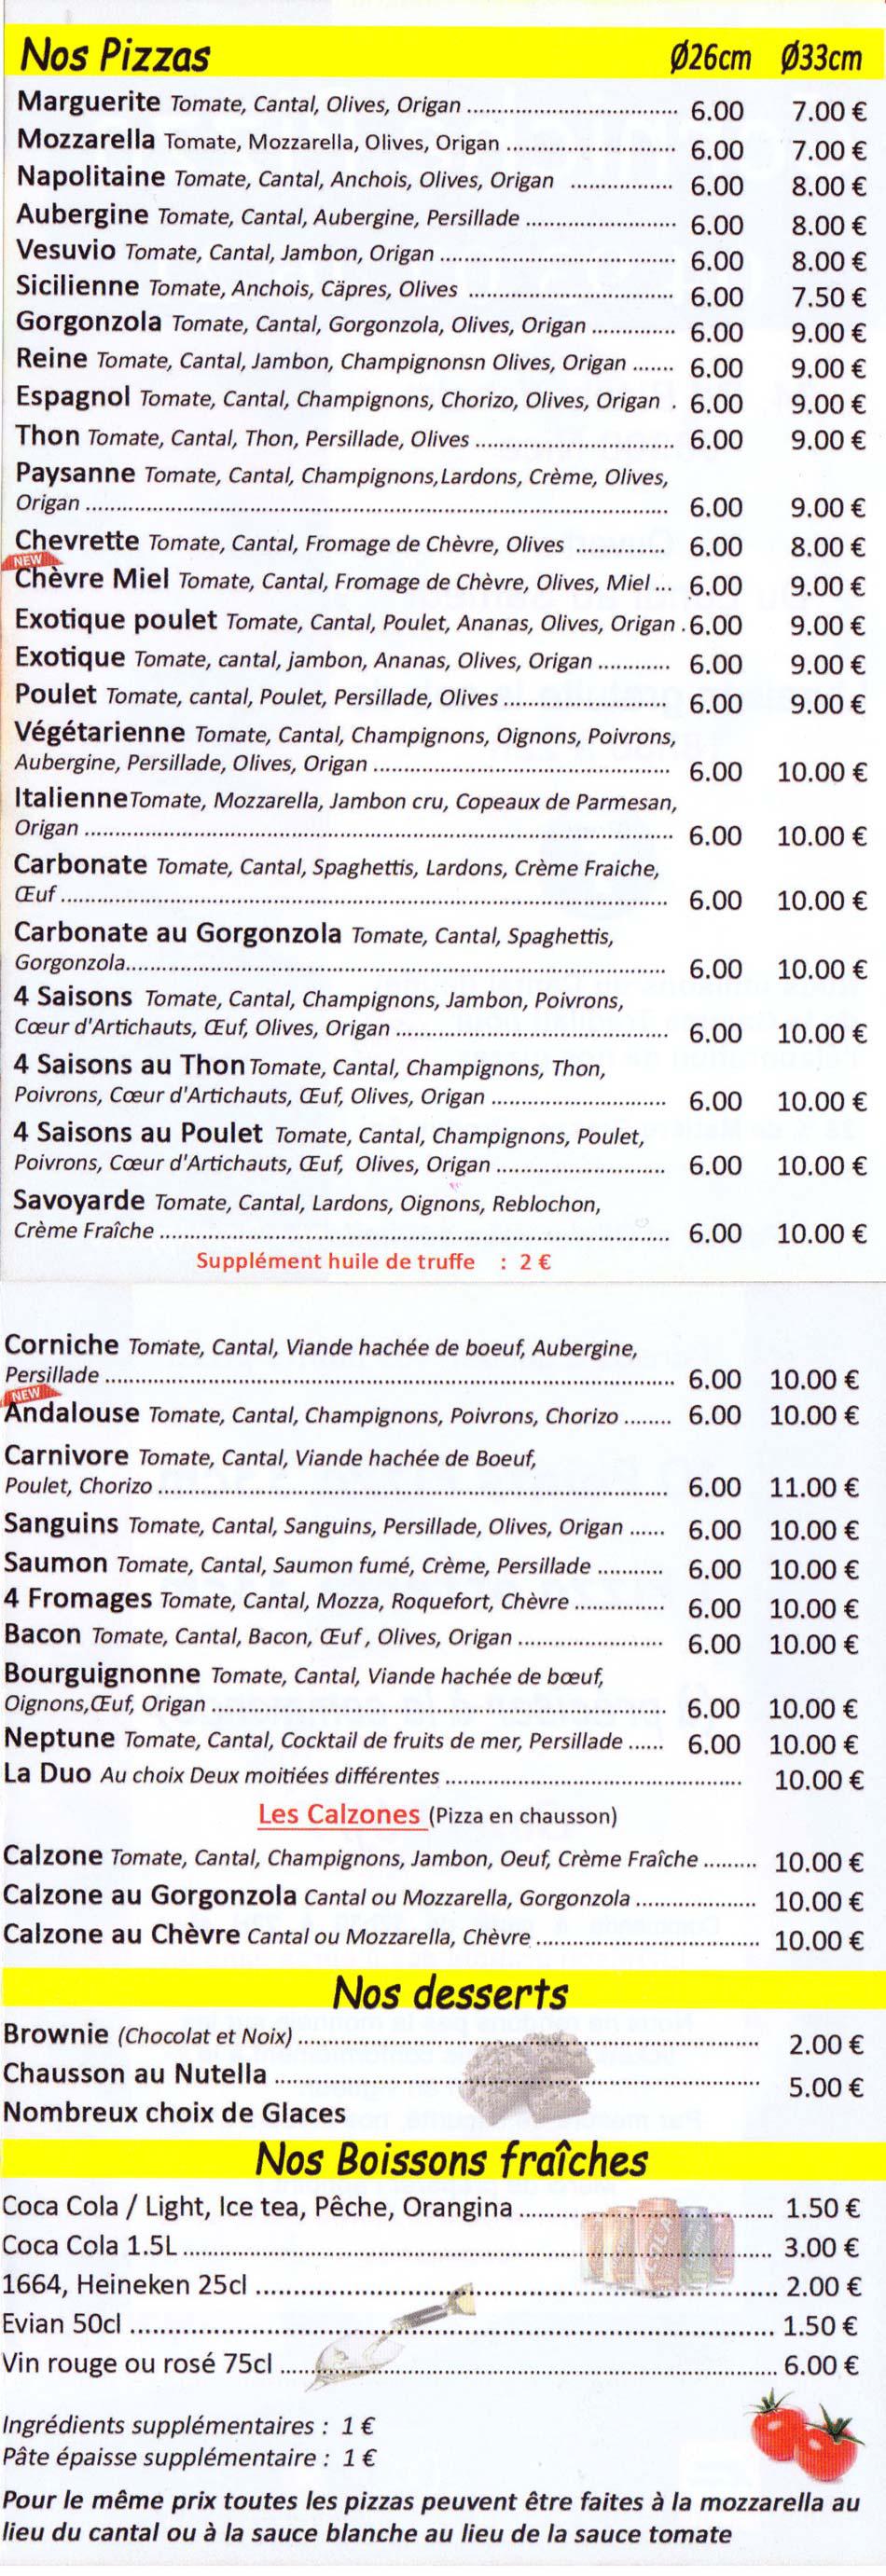 Nos Pizzas Ø26cm Ø33cm
Marguerite Tomate, Cantal, Olives, Origan ................................... 6.00 7.00 €
Mozzarella Tomate, Mozzarella, Olives, Origan ............................ 6.00 7.00 €
Napolitaine Tomate, Cantal, Anchois, Olives, Origan ................. 6.00 8.00 €
Aubergine Tomate, Cantal, Aubergine, Persillade ......................... 6.00 8.00 €
Vesuvio Tomate, Cantal, Jambon, Origan ....................................... 6.00 8.00 €
Sicilienne Tomate, Anchois, Cäpres, Olives .................................. 6.00 7.50 €
Gorgonzola Tomate, Cantal, Gorgonzola, Olives, Origan .............. 6.00 9.00 €
Reine Tomate, Cantal, Jambon, Champignonsn Olives, Origan ....... 6.00 9.00 €
Espagnol Tomate, Cantal, Champignons, Chorizo, Olives, Origan . 6.00 9.00 €
Thon Tomate, Cantal, Thon, Persillade, Olives ................................. 6.00 9.00 €
Paysanne Tomate, Cantal, Champignons,Lardons, Crème, Olives,
Origan ................................................................................................ 6.00 9.00 €
Chevrette Tomate, Cantal, Fromage de Chèvre, Olives ............... 6.00 8.00 €
NEW
Chèvre Miel Tomate, Cantal, Fromage de Chèvre, Olives, Miel ... 6.00 9.00 €
Exotique poulet Tomate, Cantal, Poulet, Ananas, Olives, Origan . 6.00 9.00 €
Exotique Tomate, cantal, jambon, Ananas, Olives, Origan ............ 6.00 9.00 €
Poulet Tomate, cantal, Poulet, Persillade, Olives ........................... 6.00 9.00 €
Végétarienne Tomate, Cantal, Champignons, Oignons, Poivrons,
Aubergine, Persillade, Olives, Origan ................................................. 6.00 10.00 €
Italienne Tomate, Mozzarella, Jambon cru, Copeaux de Parmesan,
Origan ................................................................................................ 6.00 10.00 €
Carbonate Tomate, Cantal, Spaghettis, Lardons, Crème Fraiche,
Œuf .................................................................................................... 6.00 10.00 €
Carbonate au Gorgonzola Tomate, Cantal, Spaghettis,
Gorgonzola......................................................................................... 6.00 10.00 €
4 Saisons Tomate, Cantal, Champignons, Jambon, Poivrons,
Cœur d'Artichauts, Œuf, Olives, Origan ............................................. 6.00 10.00 €
4 Saisons au Thon Tomate, Cantal, Champignons, Thon,
Poivrons, Cœur d'Artichauts, Œuf, Olives, Origan ............................. 6.00 10.00 €
4 Saisons au Poulet Tomate, Cantal, Champignons, Poulet,
Poivrons, Cœur d'Artichauts, Œuf, Olives, Origan ............................ 6.00 10.00 €
Savoyarde Tomate, Cantal, Lardons, Oignons, Reblochon,
Crème Fraîche ..................................................................................... 6.00 10.00 €
Supplément huile de truffe : 2 €
Corniche Tomate, Cantal, Viande hachée de boeuf, Aubergine,
Persillade .............................................................................................. 6.00 10.00 €
NEW
Andalouse Tomate, Cantal, Champignons, Poivrons, Chorizo ........ 6.00 10.00 €
Carnivore Tomate, Cantal, Viande hachée de Boeuf,
Poulet, Chorizo ..................................................................................... 6.00 11.00 €
Sanguins Tomate, Cantal, Sanguins, Persillade, Olives, Origan ...... 6.00 10.00 €
Saumon Tomate, Cantal, Saumon fumé, Crème, Persillade ........... 6.00 10.00 €
4 Fromages Tomate, Cantal, Mozza, Roquefort, Chèvre ............... 6.00 10.00 €
Bacon Tomate, Cantal, Bacon, Œuf , Olives, Origan ........................ 6.00 10.00 €
Bourguignonne Tomate, Cantal, Viande hachée de bœuf,
Oignons,Œuf, Origan ............................................................................ 6.00 10.00 €
Neptune Tomate, Cantal, Cocktail de fruits de mer, Persillade ...... 6.00 10.00 €
La Duo Au choix Deux moitiées différentes .................................................. 10.00 €
Les Calzones (Pizza en chausson)
Calzone Tomate, Cantal, Champignons, Jambon, Oeuf, Crème Fraîche ......... 10.00 €
Calzone au Gorgonzola Cantal ou Mozzarella, Gorgonzola .................... 10.00 €
Calzone au Chèvre Cantal ou Mozzarella, Chèvre ..................................... 10.00 €
Nos desserts
Brownie (Chocolat et Noix) ............................................................................. 2.00 €
Chausson au Nutella ................................................................................. 5.00 €
Nombreux choix de Glaces
Nos Boissons fraîches
Coca Cola / Light, Ice tea, Pêche, Orangina ......................................... 1.50 €
Coca Cola 1.5L .................................................................................... 3.00 €
1664, Heineken 25cl .......................................................................... 2.00 €
Evian 50cl ........................................................................................... 1.50 €
Vin rouge ou rosé 75cl ....................................................................... 6.00 €
Ingrédients supplémentaires : 1 €
Pâte épaisse supplémentaire : 1 €
Pour le même prix toutes les pizzas peuvent être faites à la mozzarella au
lieu du cantal ou à la sauce blanche au lieu de la sauce tomate